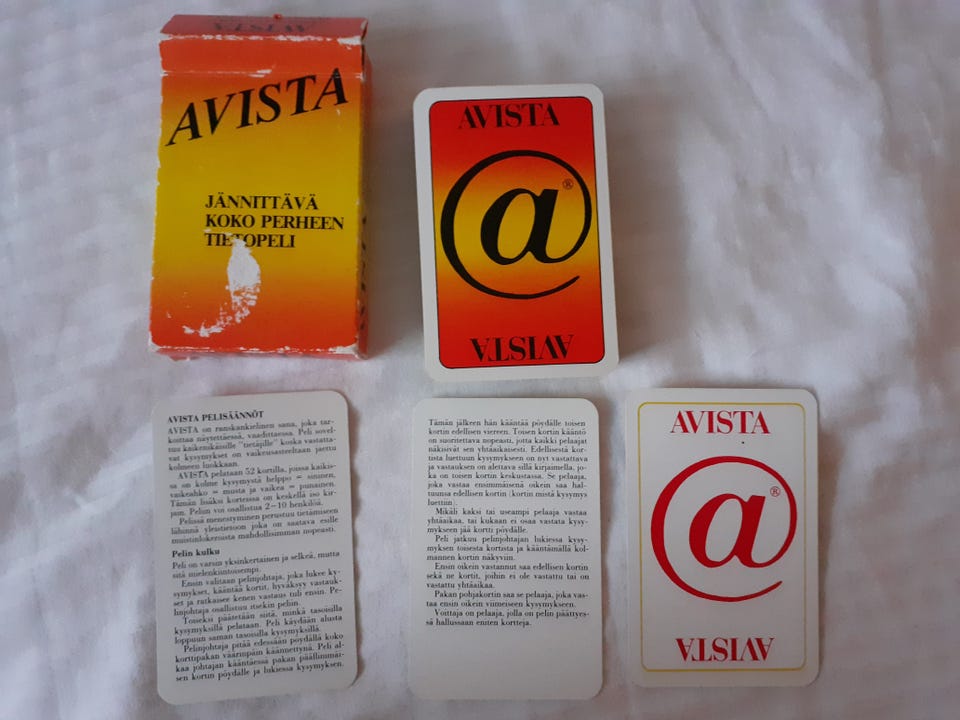 AVISTA
AVISTA
JÄNNITTÄVÄ
KOKO PERHEEN
TIETOPELI
AVISTA
@®
AVISTA
AVISTA PELISÄÄNNÖT
AVISTA on ranskankielinen sana, joka tar-
koittaa näytettäessä, vaadittaessa. Peli sovel-
tuu kaikenikäisille "tietäjille" koska vastatta-
vat kysymykset on vaikeusasteeltaan jaettu
kolmeen luokkaan.
AVISTA pelataan 52 kortilla, joissa kaikis-
sa on kolme kysymystä helppo = sininen,
vaikeahko = musta ja vaikea = punainen.
Tämän lisäksi korteissa on keskellä iso kir-
jam. Peliin voi osallistua 2–10 henkilöä.
Pelissä menestyminen perustuu tietämiseen
lähinnä yleistietoon joka on saatava esille
muistinlokeroista mahdollisimman nopeasti.
Pelin kulku
Peli on varsin yksinkertainen ja selkeä, mutta
sitä mielenkiintoisempi.
Ensin valitaan pelinjohtaja, joka lukee ky-
symykset, kääntää kortit, hyväksyy vastauk-
set ja ratkaisee kenen vastaus tuli ensin. Pe-
linjohtaja osallistuu itsekin peliin.
Toiseksi päätetään siitä, minkä tasoisilla
kysymyksillä pelataan. Peli käydään alusta
loppuun saman tasoisilla kysymyksillä.
Pelinjohtaja pitää edessään pöydällä koko
korttipakan väärinpäin käännettynä. Peli al-
kaa johtajan kääntäessä pakan päällimmäi-
sen kortin pöydälle ja lukiessa kysymyksen.
Tämän jälkeen hän kääntää pöydälle toisen
kortin edellisen viereen. Toisen kortin kääntö
on suoritettava nopeasti, jotta kaikki pelaajat
näkisivät sen yhtäaikaisesti. Edellisestä kor-
tista luettuun kysymykseen on nyt vastattava
ja vastauksen on alettava sillä kirjaimella, jo-
ka on toisen kortin keskustassa. Se pelaaja,
joka vastaa ensimmäisenä oikein saa hal-
tuunsa edellisen kortin (kortin mistä kysymys
luettiin).
Mikäli kaksi tai useampi pelaaja vastaa
yhtäaikaa, tai kukaan ei osaa vastata kysy-
mykseen jää kortti pöydälle.
Peli jatkuu pelinjohtajan lukiessa kysy-
myksen toisesta kortista ja kääntämällä kol-
mannen kortin näkyviin.
Ensin oikein vastannut saa edellisen kortin
sekä ne kortit, joihin ei ole vastattu tai on
vastattu yhtäaikaa.
Pakan pohjakortin saa se pelaaja, joka vas-
taa ensin oikein viimeiseen kysymykseen.
Voittaja on pelaaja, jolla on pelin päättyes-
sä hallussaan eniten kortteja.
AVISTA
@®
AVISTA